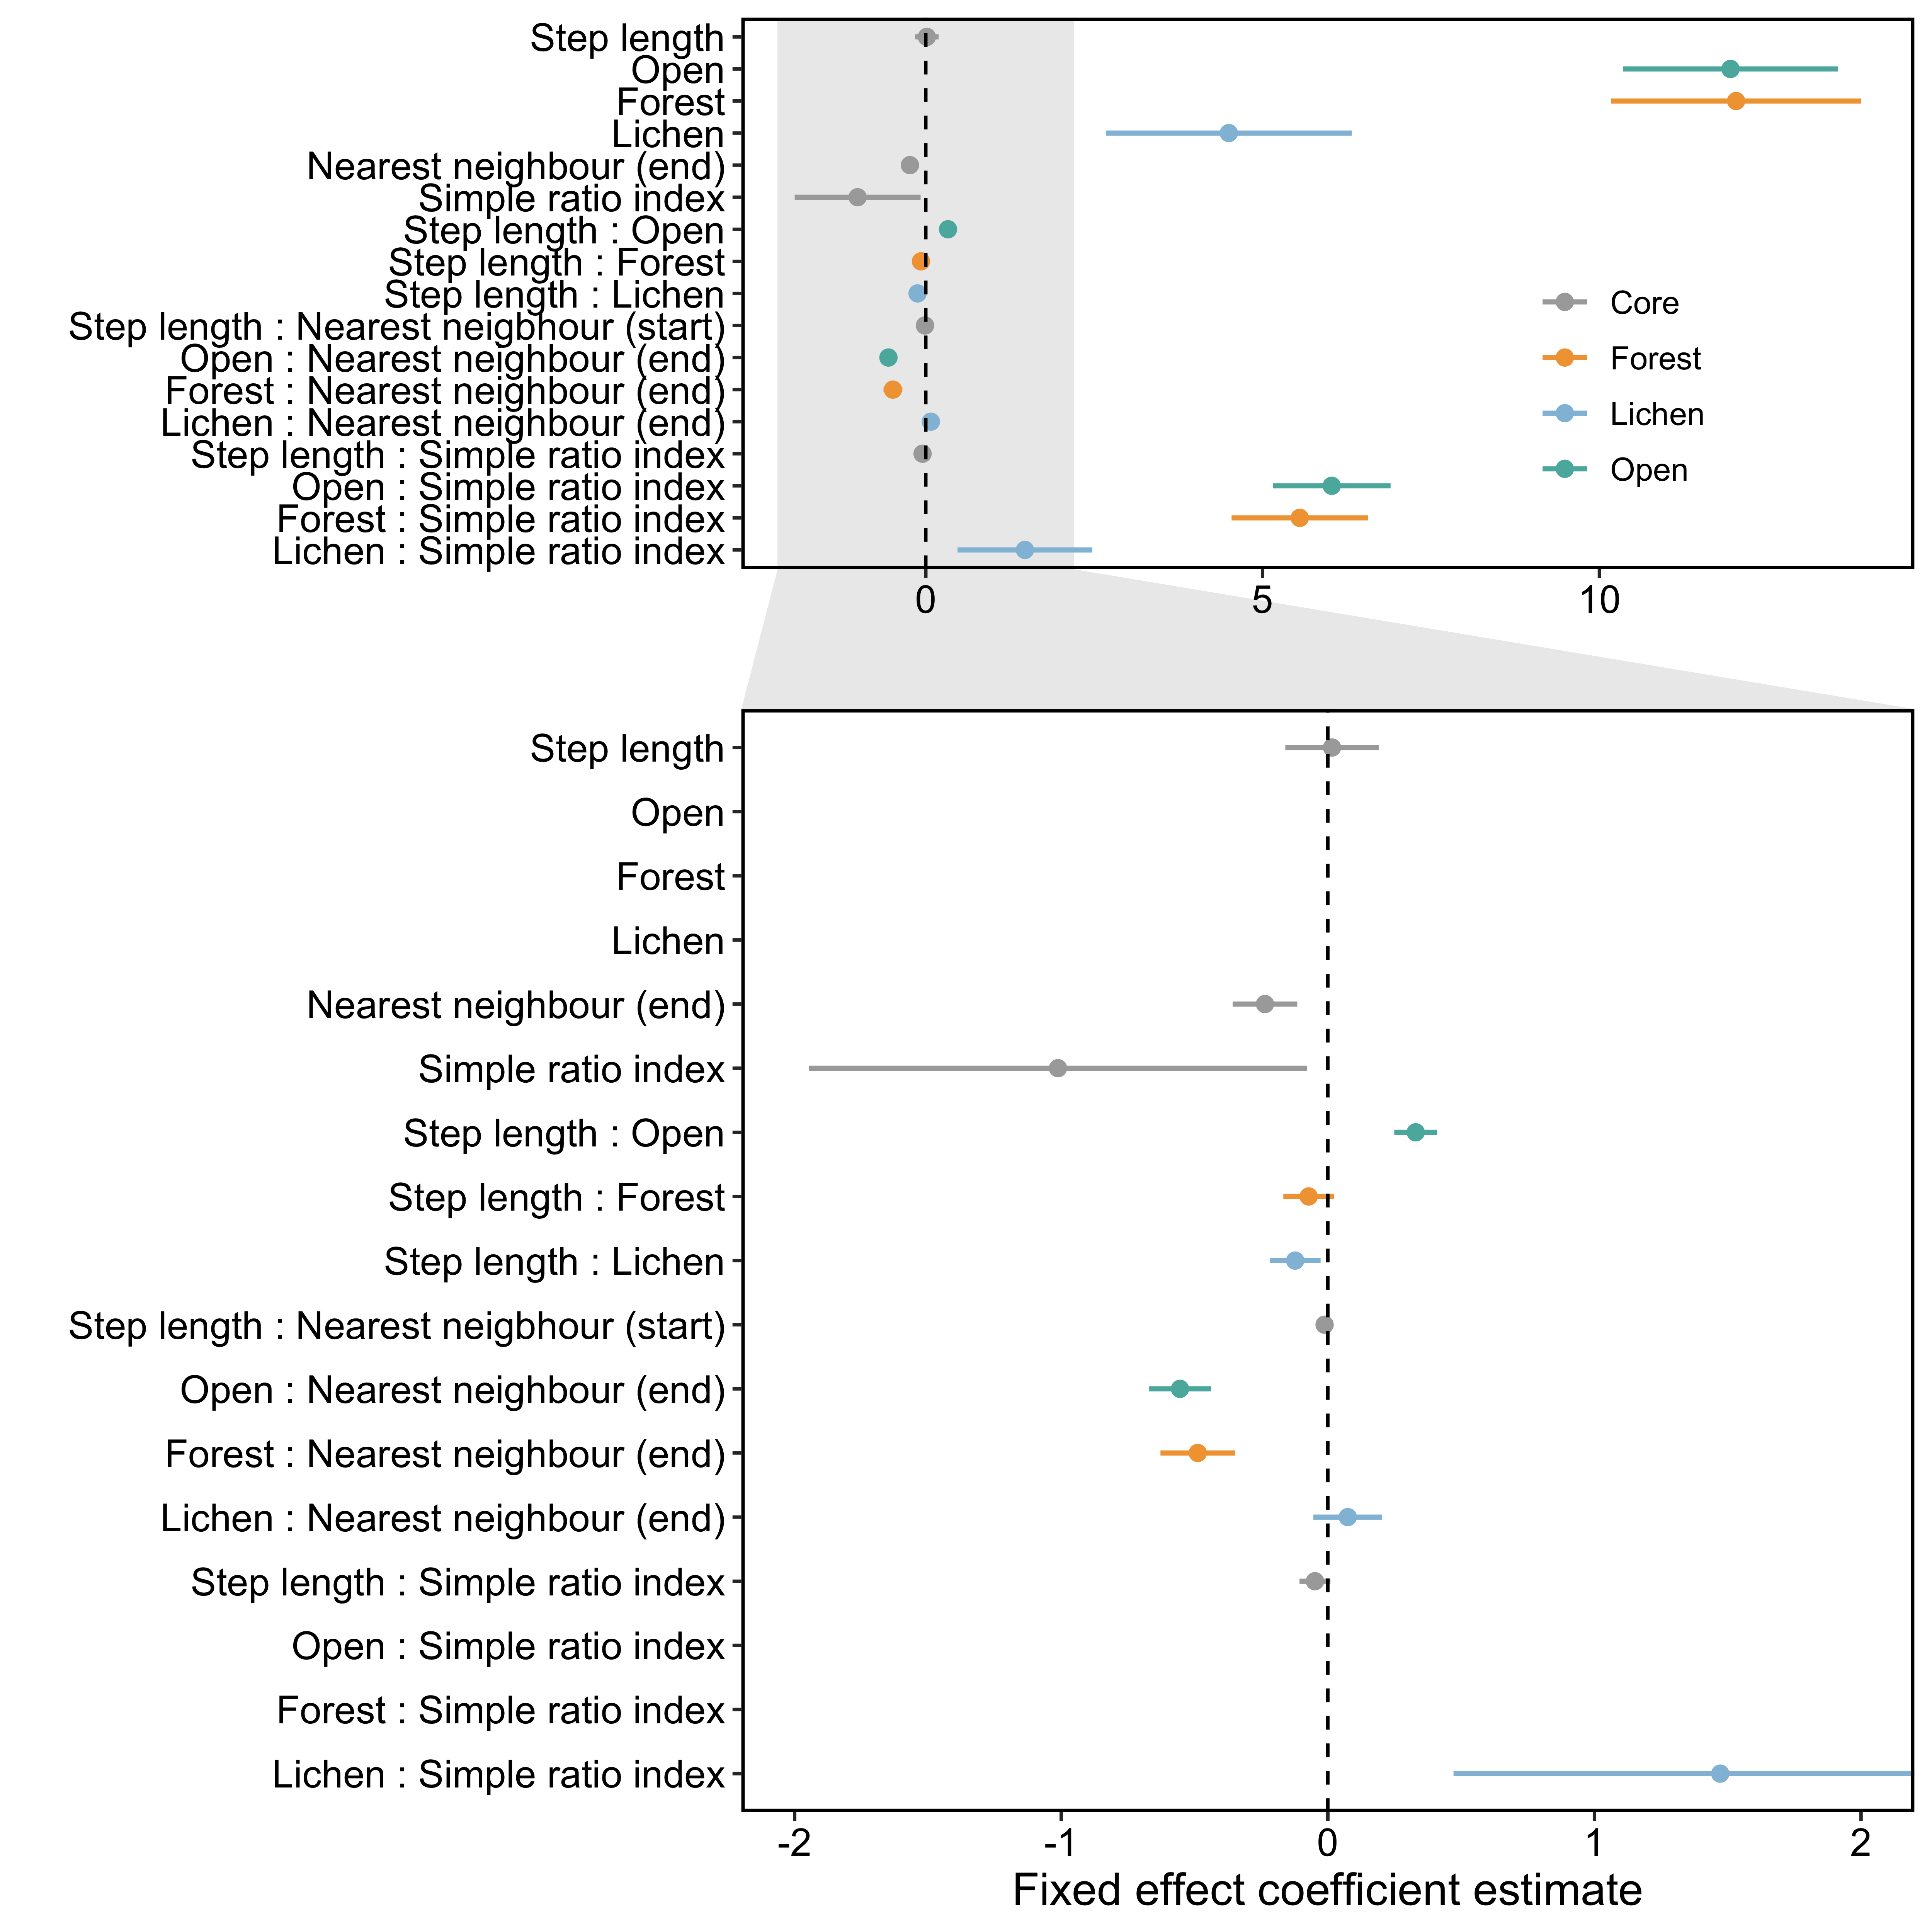 Step length
Open
Forest
Lichen
Nearest neighbour (end)
Simple ratio index
Step length : Open
Step length : Forest
Step length : Lichen
Step length : Nearest neigbhour (start)
Open : Nearest neighbour (end)
Forest : Nearest neighbour (end)
Lichen : Nearest neighbour (end)
Step length : Simple ratio index
Open : Simple ratio index
Forest : Simple ratio index
Lichen : Simple ratio index
Core
Forest
Lichen
Open
0 5 10
Step length
Open
Forest
Lichen
Nearest neighbour (end)
Simple ratio index
Step length : Open
Step length : Forest
Step length : Lichen
Step length : Nearest neigbhour (start)
Open : Nearest neighbour (end)
Forest : Nearest neighbour (end)
Lichen : Nearest neighbour (end)
Step length : Simple ratio index
Open : Simple ratio index
Forest : Simple ratio index
Lichen : Simple ratio index
-2 -1 0 1 2
Fixed effect coefficient estimate